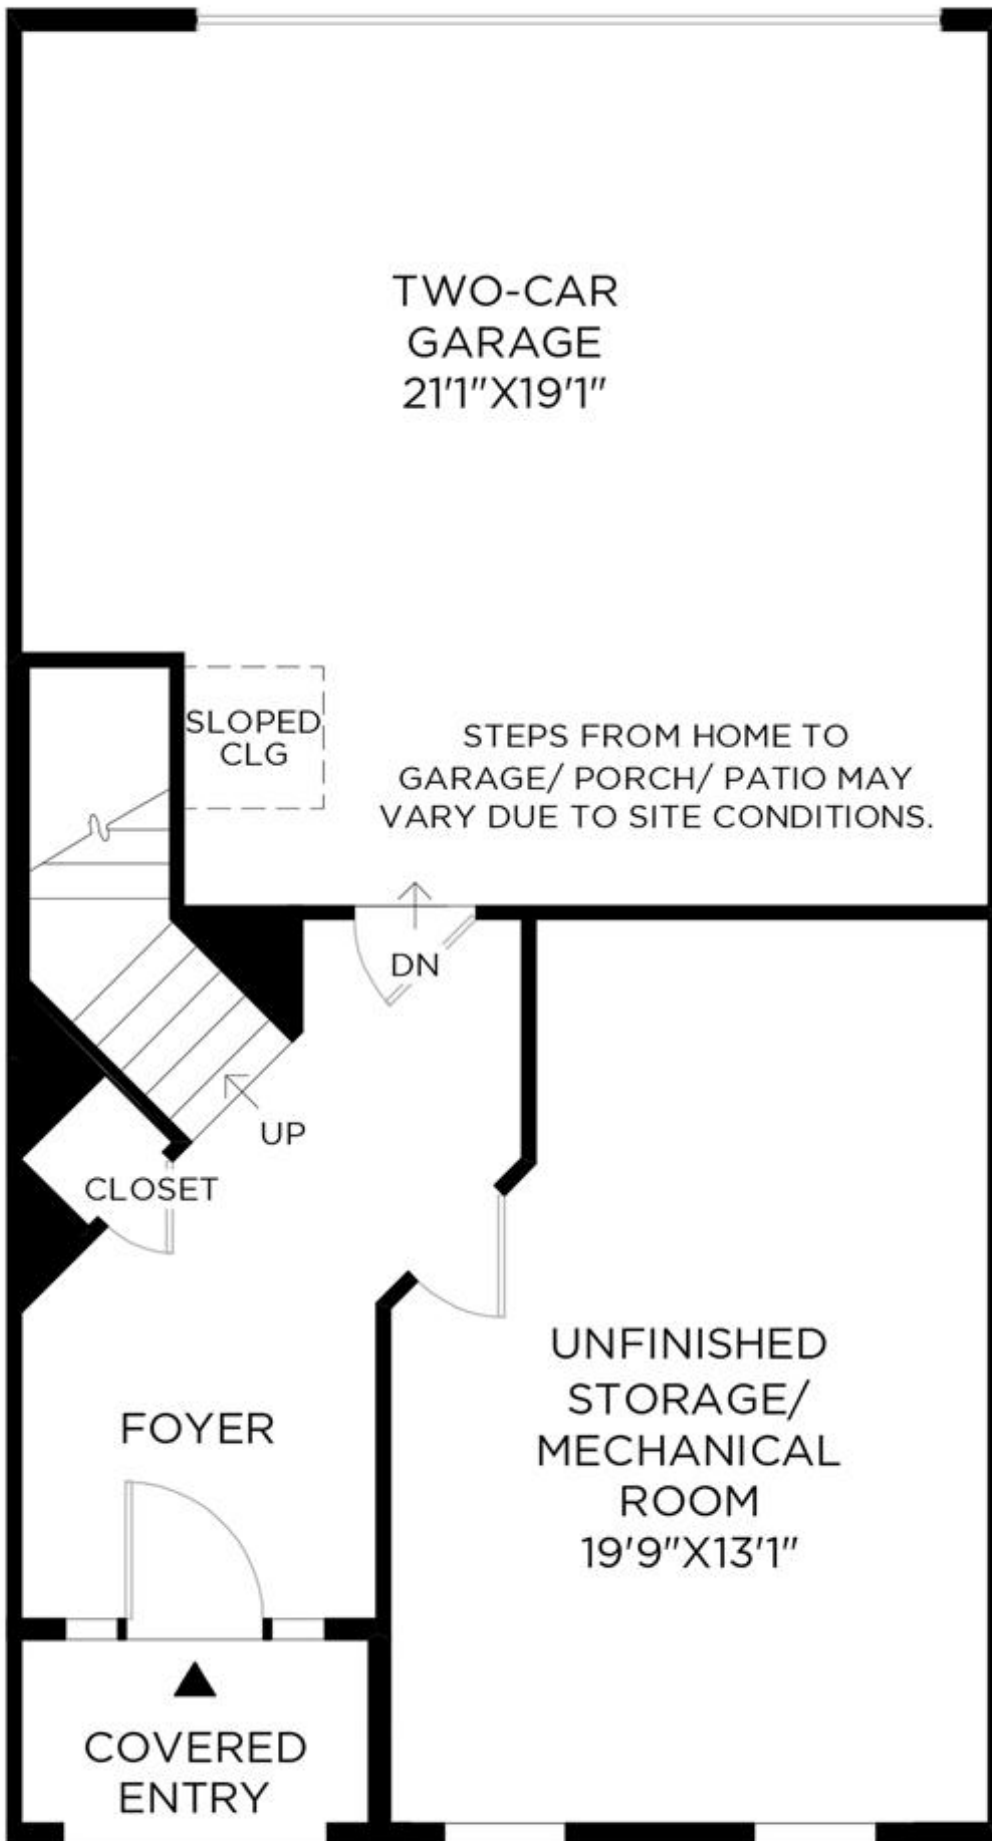 TWO-CAR
GARAGE
21'1"X19'1"
SLOPED
CLG
STEPS FROM HOME TO
GARAGE/ PORCH/ PATIO MAY
VARY DUE TO SITE CONDITIONS.
DN
UP
CLOSET
UNFINISHED
STORAGE/
MECHANICAL
ROOM
19'9"X13'1"
FOYER
COVERED
ENTRY